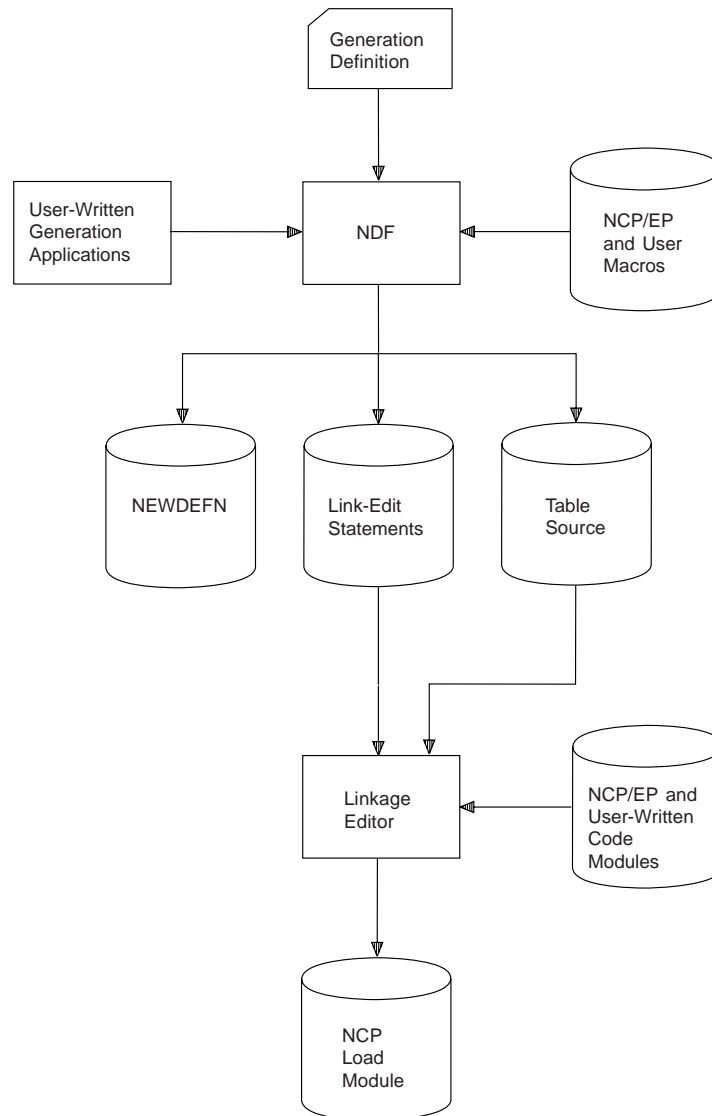 Generation
Definition
User-Written
Generation
Applications
NDF
NCP/EP
and User
Macros
NEWDEFN
Link-Edit
Statements
Table
Source
Linkage
Editor
NCP/EP and
User-Written
Code
Modules
NCP
Load
Module